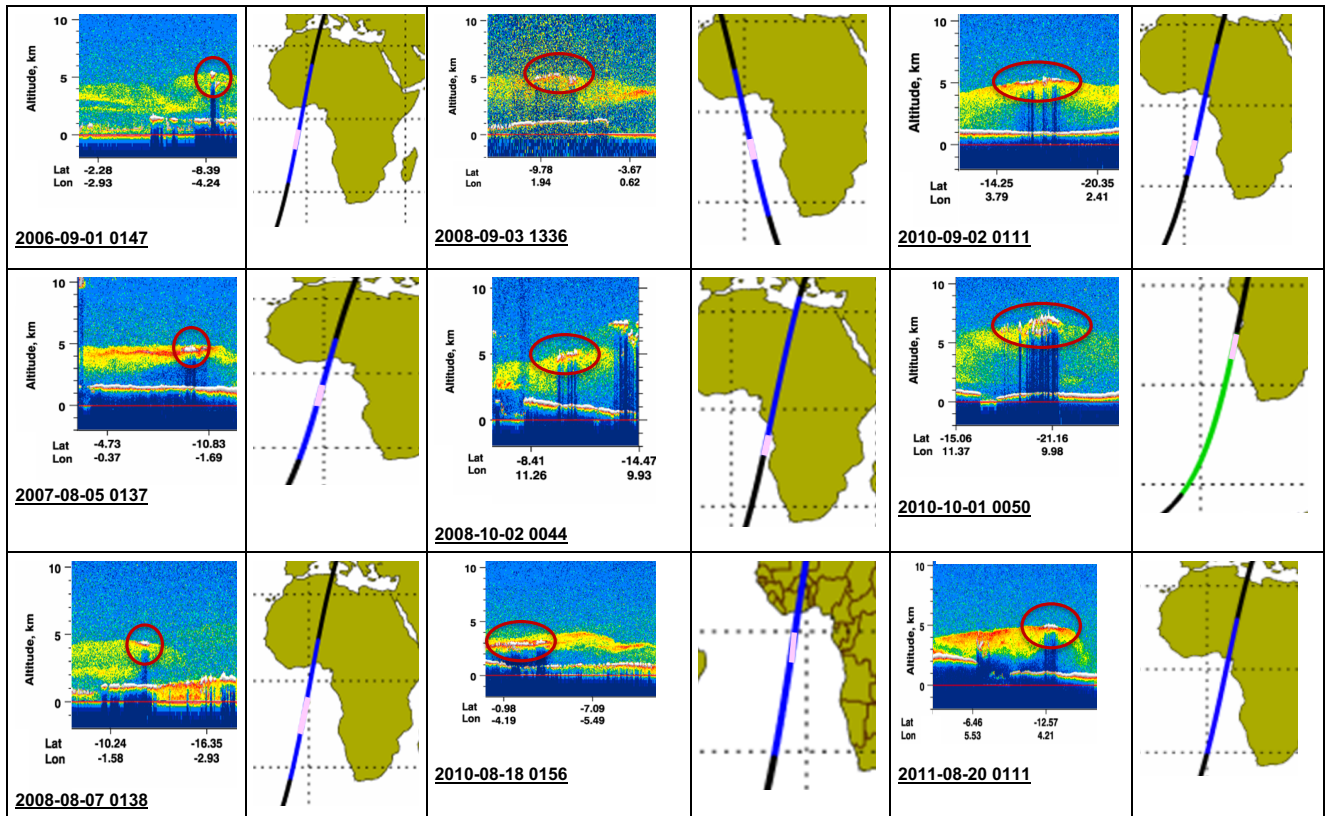 10
Altitude, km
5
0
Lat -2.28 -8.39
Lon -2.93 -4.24
2006-09-01 0147
10
Altitude, km
5
0
-9.78 -3.67
Lat
Lon 1.94 0.62
2008-09-03 1336
10
Altitude, km
5
0
Lat -14.25 -20.35
Lon 3.79 2.41
2010-09-02 0111
10
Altitude, km
5
0
Lat -4.73 -10.83
Lon -0.37 -1.69
2007-08-05 0137
10
Altitude, km
5
0
Lat -8.41 -14.47
Lon 11.26 9.93
2008-10-02 0044
10
Altitude, km
5
0
Lat -15.06 -21.16
Lon 11.37 9.98
2010-10-01 0050
10
Altitude, km
5
0
Lat -10.24 -16.35
Lon -1.58 -2.93
2008-08-07 0138
10
Altitude, km
5
0
Lat -0.98 -7.09
Lon -4.19 -5.49
2010-08-18 0156
10
Altitude, km
5
0
Lat -6.46 -12.57
Lon 5.53 4.21
2011-08-20 0111